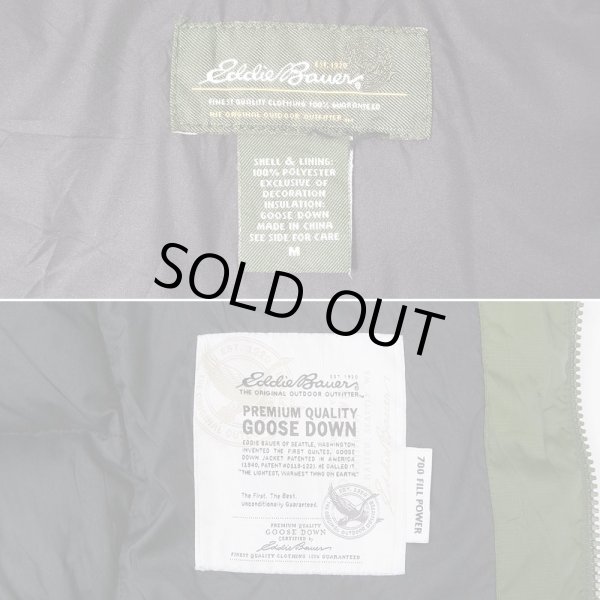 EST. 1920
Eddie Bauer
FINEST QUALITY CLOTHING 100% GUARANTEED
THE ORIGINAL OUTDOOR OUTFITTER
SHELL & LINING:
100% POLYESTER
EXCLUSIVE OF
DECORATION
INSULATION:
GOOSE DOWN
MADE IN CHINA
SEE SIDE FOR CARE
M
SOLD OUT
EST. 1920
EST. 1920
Eddie Bauer
THE ORIGINAL OUTDOOR OUTFITTER
PREMIUM QUALITY
GOOSE DOWN
EDDIE BAUER OF SEATTLE, WASHINGTON
INVENTED THE FIRST QUILTED, GOOSE
DOWN JACKET PATENTED IN AMERICA
(1940, PATENT #D119-122). HE CALLED IT
"THE LIGHTEST, WARMEST THING ON EARTH"
The First, The Best,
Unconditionally Guaranteed.
EST. 1920
PREMIUM QUALITY
GOOSE DOWN
CERTIFIED by
Eddie Bauer
FINEST QUALITY CLOTHING 100% GUARANTEED
700 FILL POWER